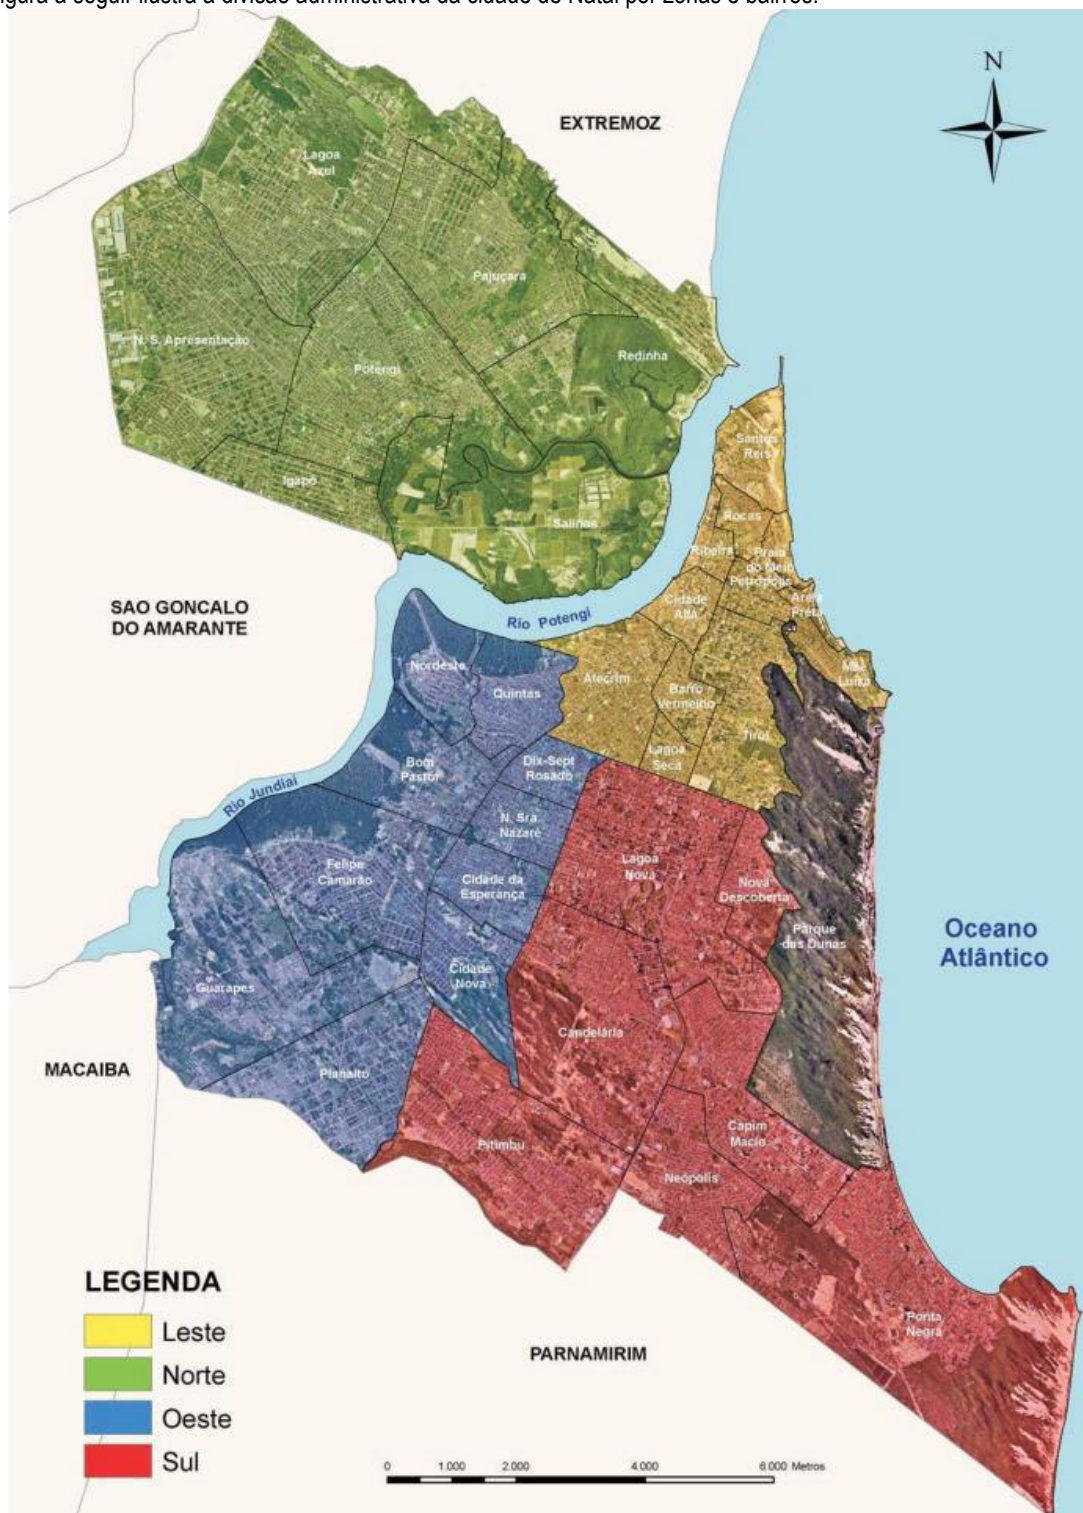 igura a seguir ilustra a divisão administrativa da cidade do Natal por zonas e bairros.
N
EXTREMOZ
Lagoa
Azul
Pajuçara
N. S. Apresentação
Potengi
Redinha
Igapó
Salinas
Santos
Reis
Rocas
Ribeira
Praia
do Meio
Petrópolis
Cidade
Alta
Areia
Preta
Mãe
Luiza
SAO GONCALO
DO AMARANTE
Rio Potengi
Nordeste
Quintas
Alecrim
Barro
Vermelho
Tirol
Lagoa
Seca
Bom
Pastor
Dix-Sept
Rosado
Rio Jundiaí
N. Sra.
Nazaré
Felipe
Camarão
Cidade da
Esperança
Lagoa
Nova
Nova
Descoberta
Parque
das Dunas
Oceano
Atlântico
Guarapes
Cidade
Nova
Candelária
MACAIBA
Planalto
Pitimbu
Capim
Macio
Neópolis
Ponta
Negra
PARNAMIRIM
LEGENDA
Leste
Norte
Oeste
Sul
0 1.000 2.000 4.000 6.000 Metros